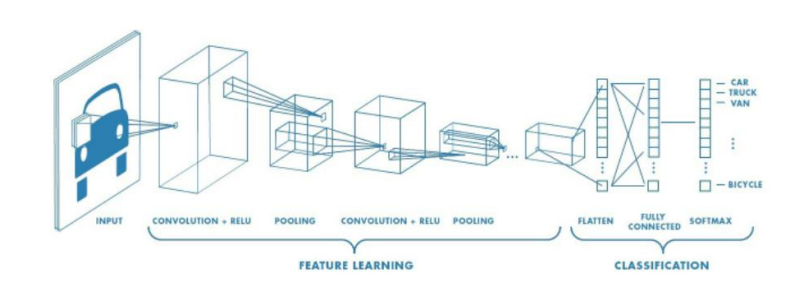 CAR
TRUCK
VAN
BICYCLE
INPUT
CONVOLUTION + RELU
POOLING
CONVOLUTION + RELU
POOLING
FLATTEN
FULLY
CONNECTED
SOFTMAX
FEATURE LEARNING
CLASSIFICATION